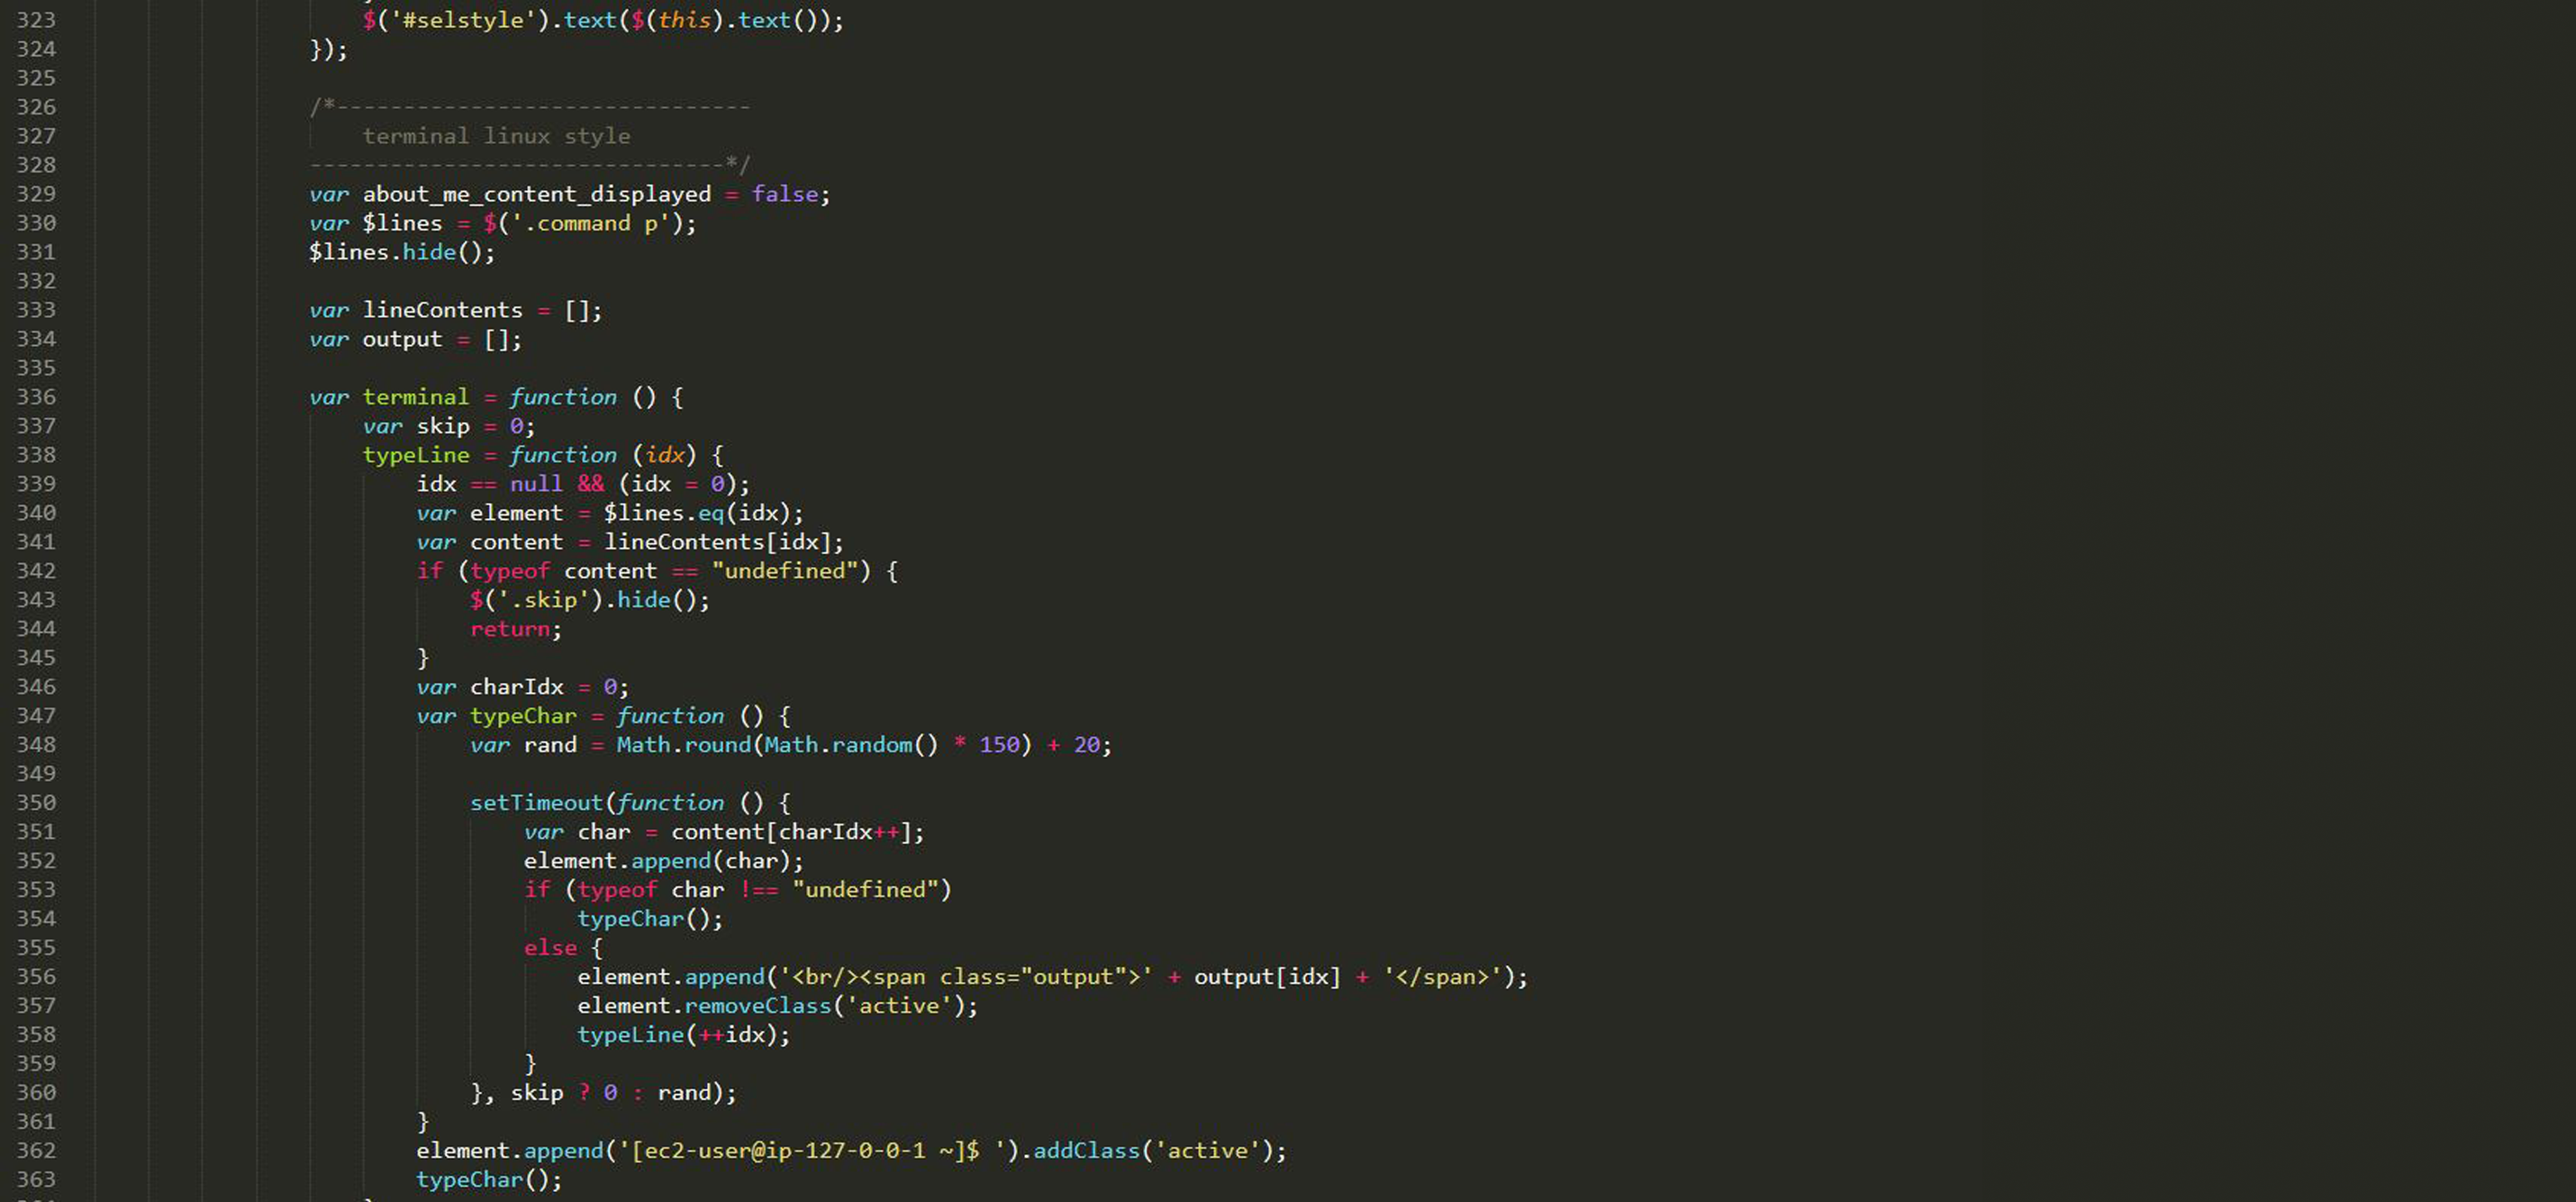 323 $('#selstyle').text($(this).text());
324 });
325
326 /*-------------------------------
327 terminal linux style
328 -------------------------------*/
329 var about_me_content_displayed = false;
330 var $lines = $('.command p');
331 $lines.hide();
332
333 var lineContents = [];
334 var output = [];
335
336 var terminal = function () {
337 var skip = 0;
338 typeLine = function (idx) {
339 idx == null && (idx = 0);
340 var element = $lines.eq(idx);
341 var content = lineContents[idx];
342 if (typeof content == "undefined") {
343 $('.skip').hide();
344 return;
345 }
346 var charIdx = 0;
347 var typeChar = function () {
348 var rand = Math.round(Math.random() * 150) + 20;
349
350 setTimeout(function () {
351 var char = content[charIdx++];
352 element.append(char);
353 if (typeof char !== "undefined")
354 typeChar();
355 else {
356 element.append('<br/><span class="output">' + output[idx] + '</span>');
357 element.removeClass('active');
358 typeLine(++idx);
359 }
360 }, skip ? 0 : rand);
361 }
362 element.append('[ec2-user@ip-127-0-0-1 ~]$ ').addClass('active');
363 typeChar();